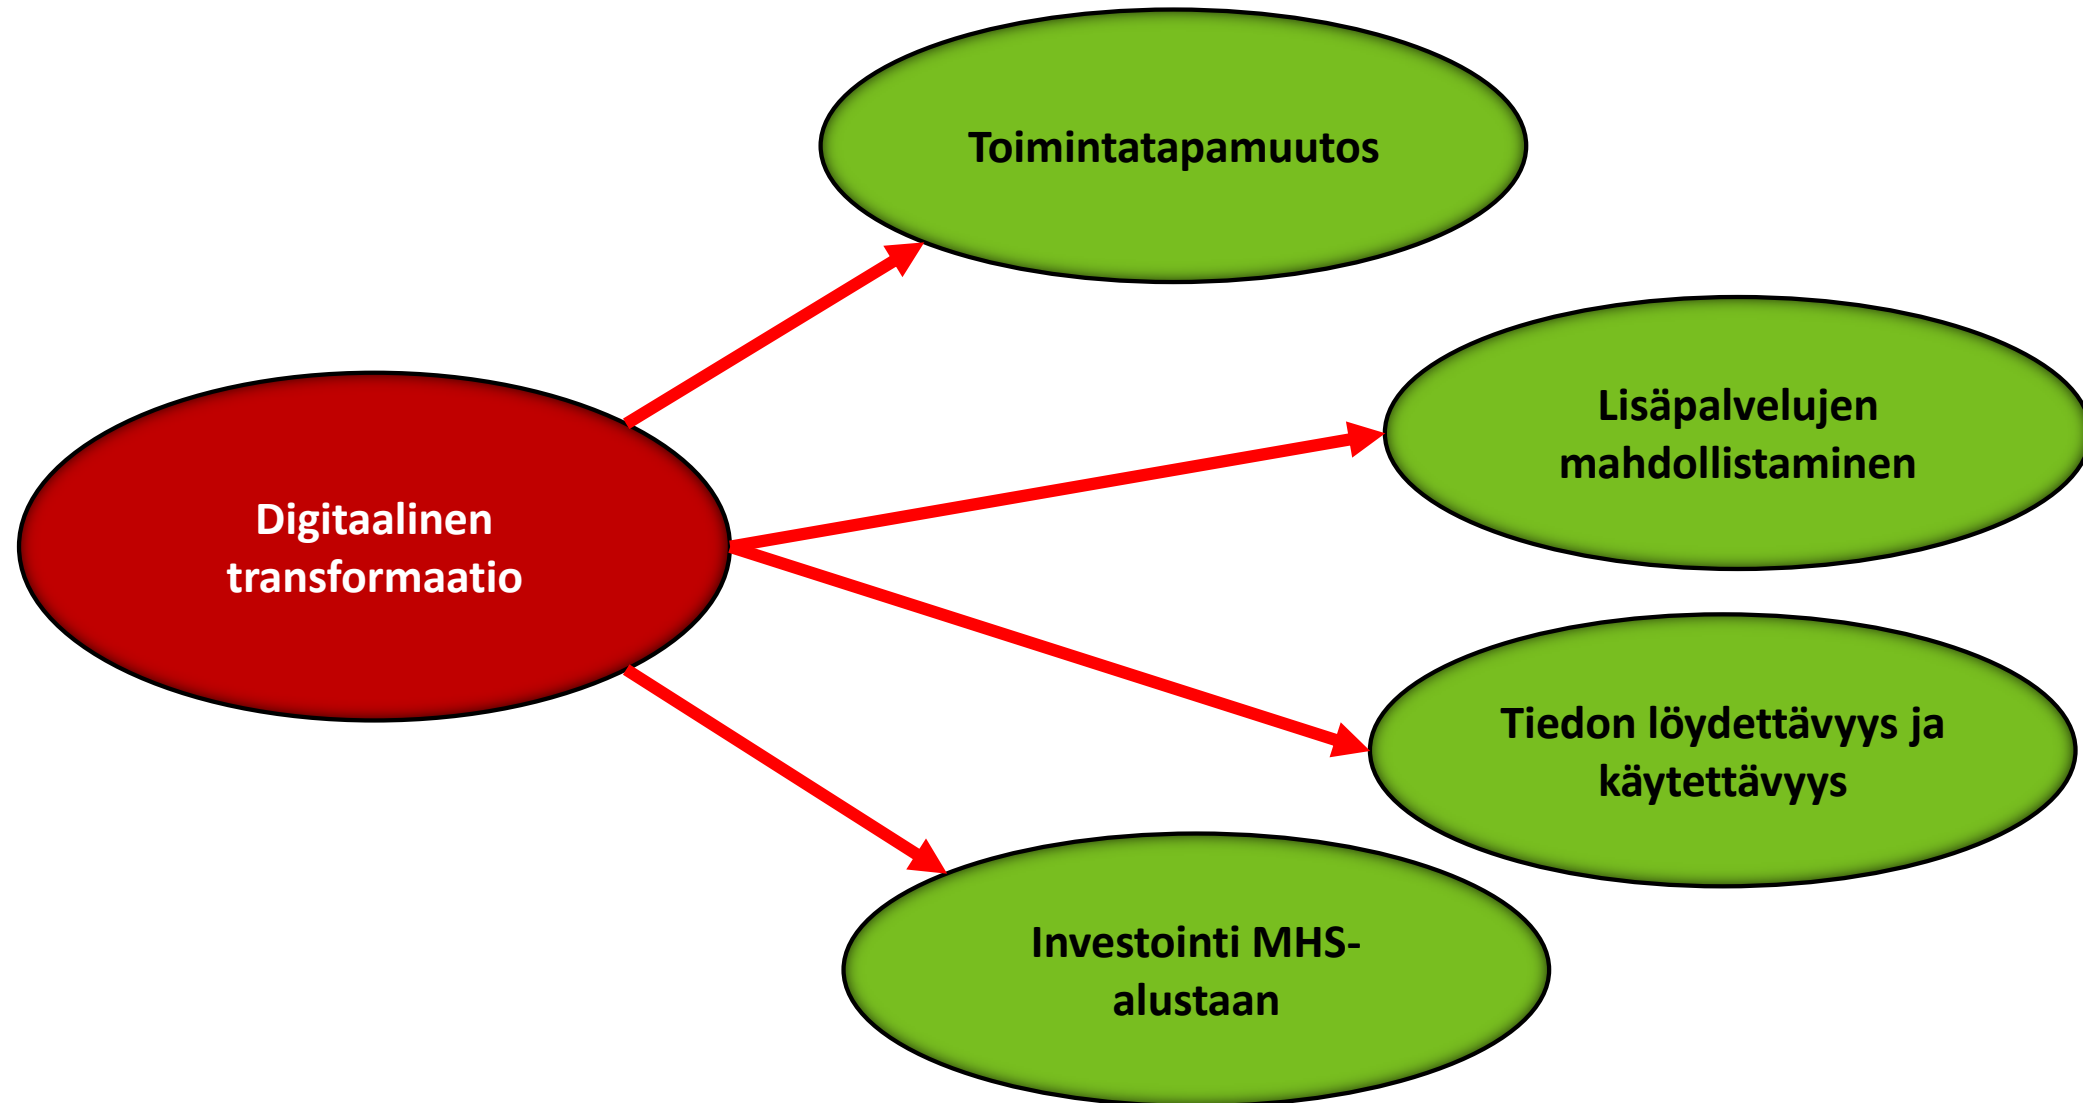 Toimintatapamuutos
Lisäpalvelujen
mahdollistaminen
Digitaalinen
transformaatio
Tiedon löydettävyys ja
käytettävyys
Investointi MHS-
alustaan